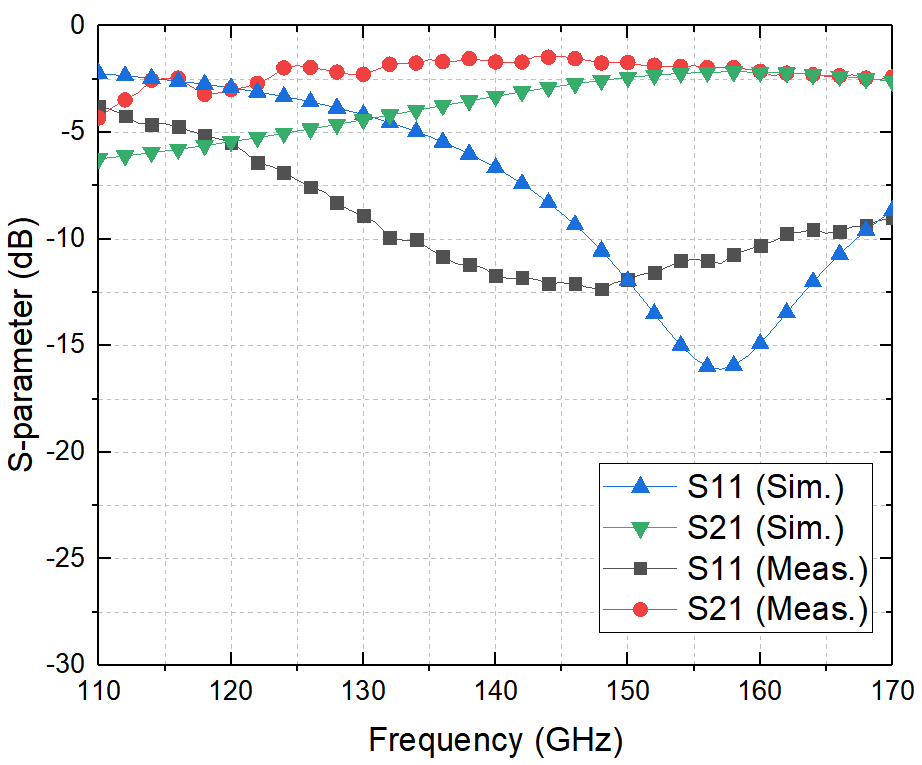 0
-5
-10
-15
-20
-25
-30
S-parameter (dB)
S11 (Sim.)
S21 (Sim.)
S11 (Meas.)
S21 (Meas.)
110 120 130 140 150 160 170
Frequency (GHz)